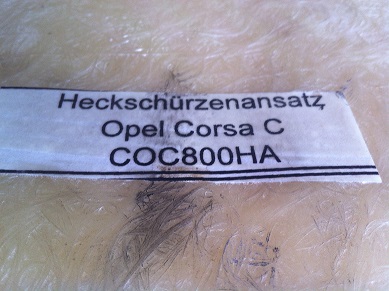 Heckschürzenansatz
Opel Corsa C
COC800HA